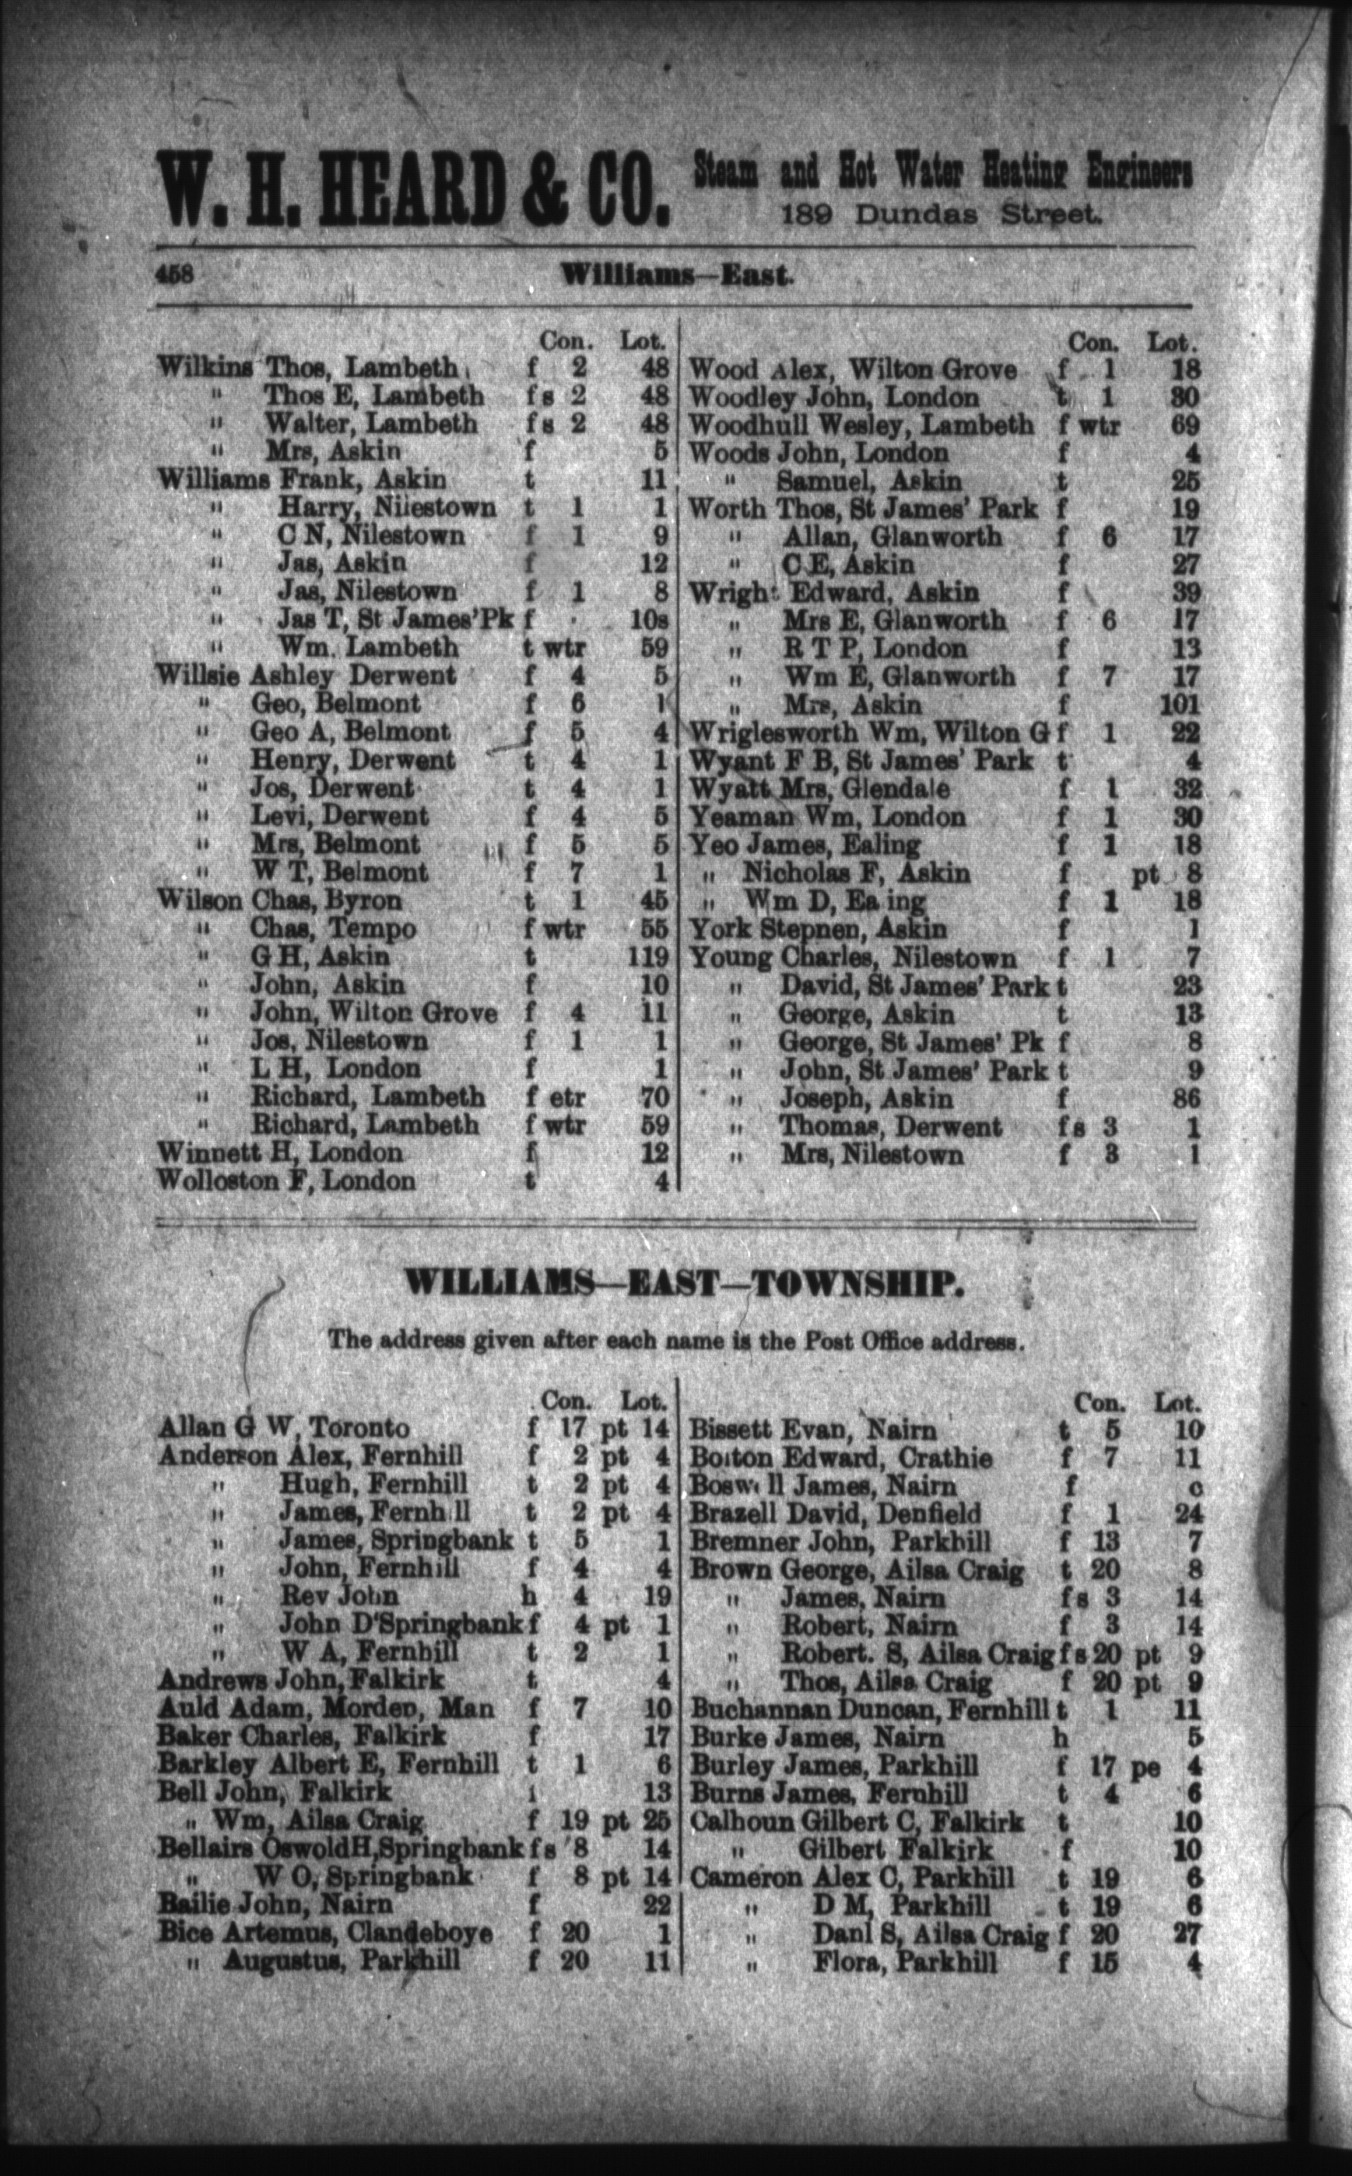 W. H. HEARD & CO. Steam and Hot Water Heating Engineers
189 Dundas Street.
458 Williams—East.
Con. Lot.
Wilkins Thos, Lambeth f 2 48
" Thos E, Lambeth f s 2 48
" Walter, Lambeth f s 2 48
" Mrs, Askin f 5
Williams Frank, Askin t 11
" Harry, Nilestown t 1 1
" C N, Nilestown f 1 9
" Jas, Askin f 12
" Jas, Nilestown f 1 8
" Jas T, St James' Pk f 10s
" Wm. Lambeth t wtr 59
Willsie Ashley Derwent f 4 5
" Geo, Belmont f 6 1
" Geo A, Belmont f 5 4
" Henry, Derwent t 4 1
" Jos, Derwent t 4 1
" Levi, Derwent f 4 5
" Mrs, Belmont f 5 5
" W T, Belmont f 7 1
Wilson Chas, Byron t 1 45
" Chas, Tempo f wtr 55
" G H, Askin t 119
" John, Askin f 10
" John, Wilton Grove f 4 11
" Jos, Nilestown f 1 1
" L H, London f 1
" Richard, Lambeth f etr 70
" Richard, Lambeth f wtr 59
Winnett H, London f 12
Wolloston F, London t 4
Con. Lot.
Wood Alex, Wilton Grove f 1 18
Woodley John, London t 1 30
Woodhull Wesley, Lambeth f wtr 69
Woods John, London f 4
" Samuel, Askin t 25
Worth Thos, St James' Park f 19
" Allan, Glanworth f 6 17
" C E, Askin f 27
Wright Edward, Askin f 39
" Mrs E, Glanworth f 6 17
" R T P, London f 13
" Wm E, Glanworth f 7 17
" Mrs, Askin f 101
Wriglesworth Wm, Wilton G f 1 22
Wyant F B, St James' Park t 4
Wyatt Mrs, Glendale f 1 32
Yeaman Wm, London f 1 30
Yeo James, Ealing f 1 18
" Nicholas F, Askin f pt 8
" Wm D, Ea ing f 1 18
York Stepnen, Askin f 1
Young Charles, Nilestown f 1 7
" David, St James' Park t 23
" George, Askin t 13
" George, St James' Pk f 8
" John, St James' Park t 9
" Joseph, Askin f 86
" Thomas, Derwent f s 3 1
" Mrs, Nilestown f 3 1
WILLIAMS—EAST—TOWNSHIP.
The address given after each name is the Post Office address.
Con. Lot.
Allan G W, Toronto f 17 pt 14
Anderson Alex, Fernhill f 2 pt 4
" Hugh, Fernhill t 2 pt 4
" James, Fernh ll t 2 pt 4
" James, Springbank t 5 1
" John, Fernhill f 4 4
" Rev John h 4 19
" John D'Springbank f 4 pt 1
" W A, Fernhill t 2 1
Andrews John, Falkirk t 4
Auld Adam, Morden, Man f 7 10
Baker Charles, Falkirk f 17
Barkley Albert E, Fernhill t 1 6
Bell John, Falkirk 13
" Wm, Ailsa Craig f 19 pt 25
Bellairs Oswold H, Springbank f s 8 14
" W O, Springbank f 8 pt 14
Bailie John, Nairn f 22
Bice Artemus, Clandeboye f 20 1
" Augustus, Parkhill f 20 11
Con. Lot.
Bissett Evan, Nairn t 5 10
Bolton Edward, Crathie f 7 11
Bosw ll James, Nairn f c
Brazell David, Denfield f 1 24
Bremner John, Parkhill f 13 7
Brown George, Ailsa Craig t 20 8
" James, Nairn f s 3 14
" Robert, Nairn f 3 14
" Robert. S, Ailsa Craig f s 20 pt 9
" Thos, Ailsa Craig f 20 pt 9
Buchannan Duncan, Fernhill t 1 11
Burke James, Nairn h 5
Burley James, Parkhill f 17 pe 4
Burns James, Fernhill t 4 6
Calhoun Gilbert C, Falkirk t 10
" Gilbert Falkirk f 10
Cameron Alex C, Parkhill t 19 6
" D M, Parkhill t 19 6
" Danl S, Ailsa Craig f 20 27
" Flora, Parkhill f 15 4